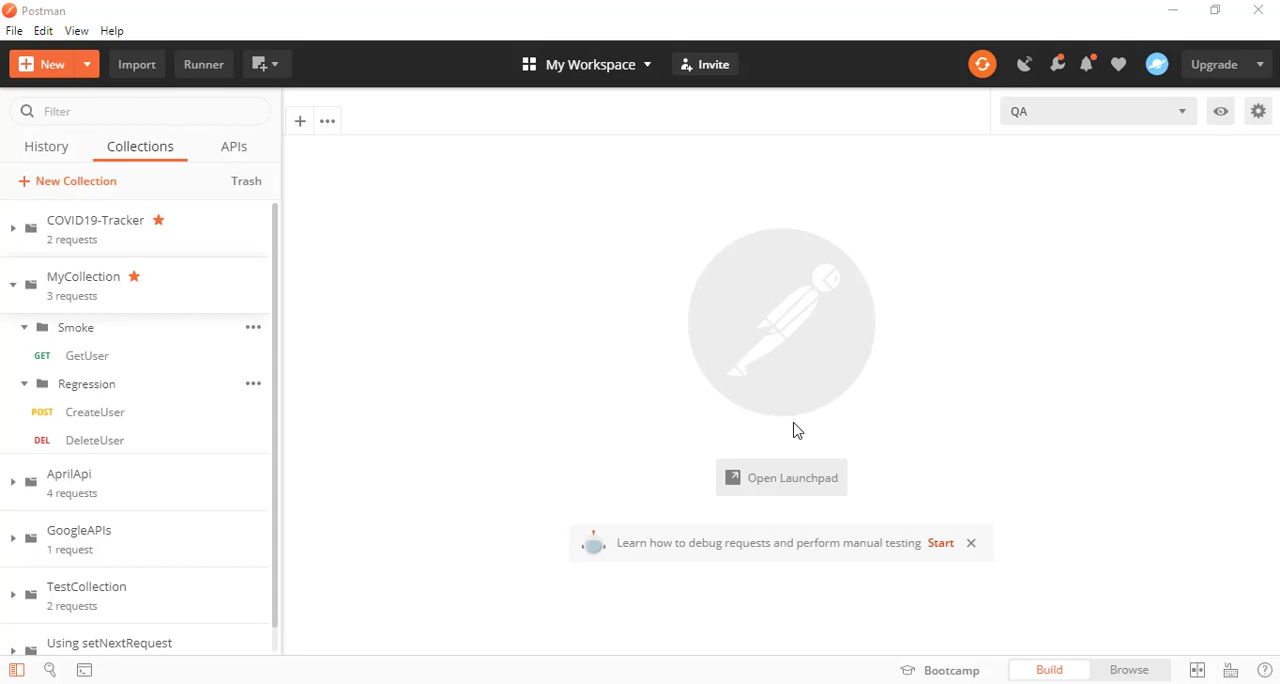 Postman
File Edit View Help
New Import Runner My Workspace Invite Upgrade
Filter
History Collections APIs
New Collection Trash
COVID19-Tracker
2 requests
MyCollection
3 requests
Smoke
GET GetUser
Regression
POST CreateUser
DEL DeleteUser
AprilApi
4 requests
GoogleAPIs
1 request
TestCollection
2 requests
Using setNextRequest
QA
Open Launchpad
Learn how to debug requests and perform manual testing Start
Bootcamp Build Browse